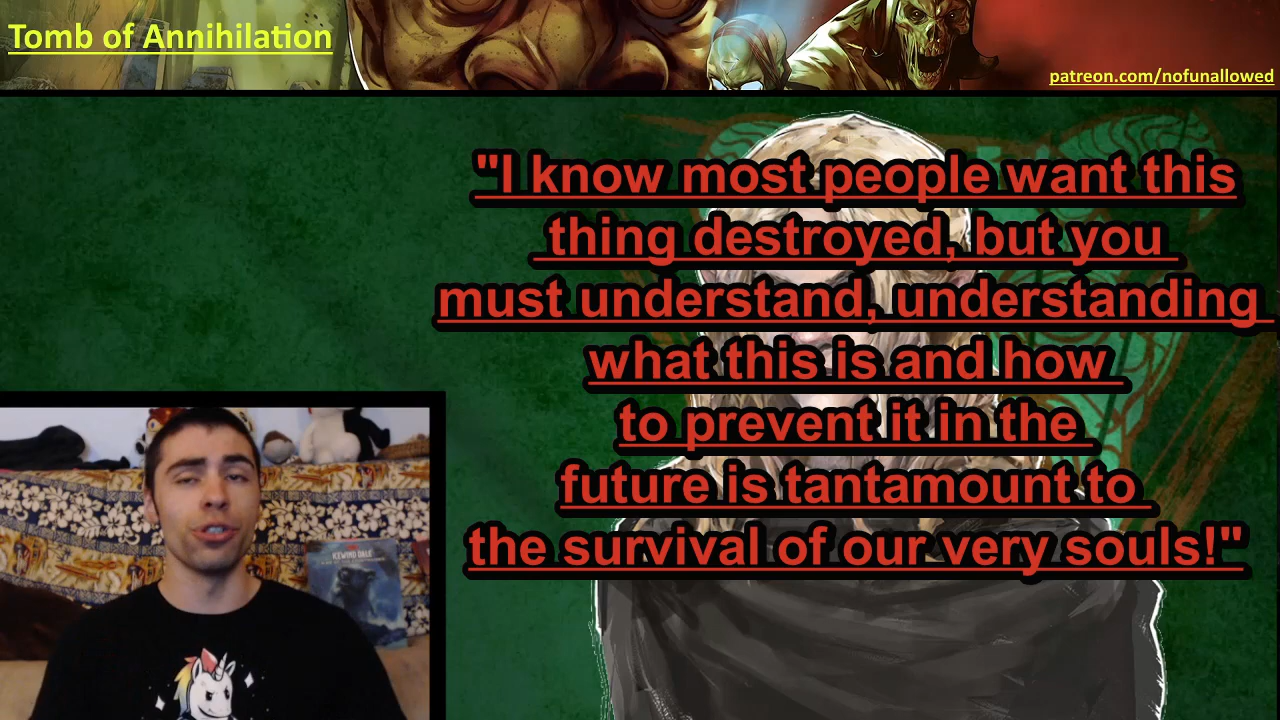 Tomb of Annihilation
patreon.com/nofunallowed
"I know most people want this
thing destroyed, but you
must understand, understanding
what this is and how
to prevent it in the
future is tantamount to
the survival of our very souls!"
ICEWIND DALE